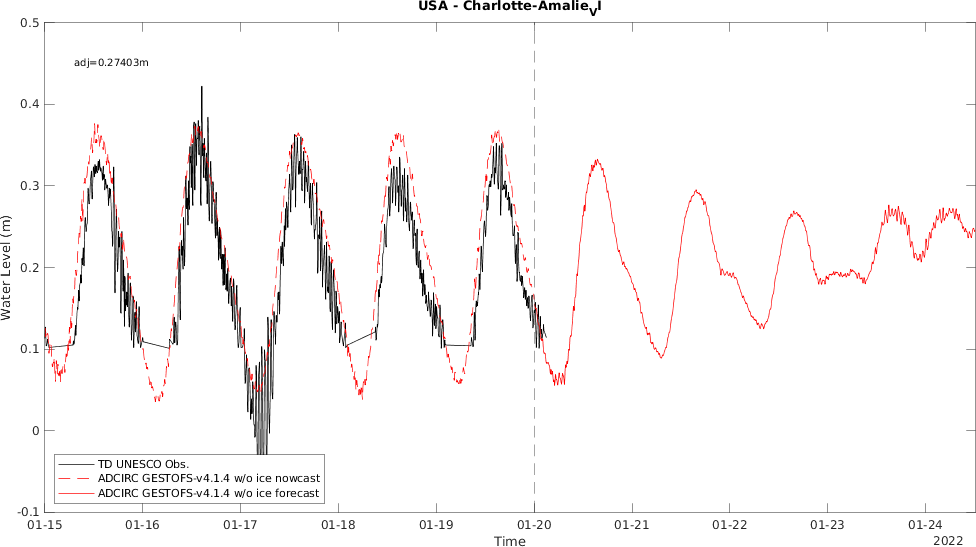 USA - Charlotte-Amalie_VI
adj=0.27403m
Water Level (m)
0.5
0.4
0.3
0.2
0.1
0
-0.1
TD UNESCO Obs.
ADCIRC GESTOFS-v4.1.4 w/o ice nowcast
ADCIRC GESTOFS-v4.1.4 w/o ice forecast
01-15 01-16 01-17 01-18 01-19 01-20 01-21 01-22 01-23 01-24
Time
2022